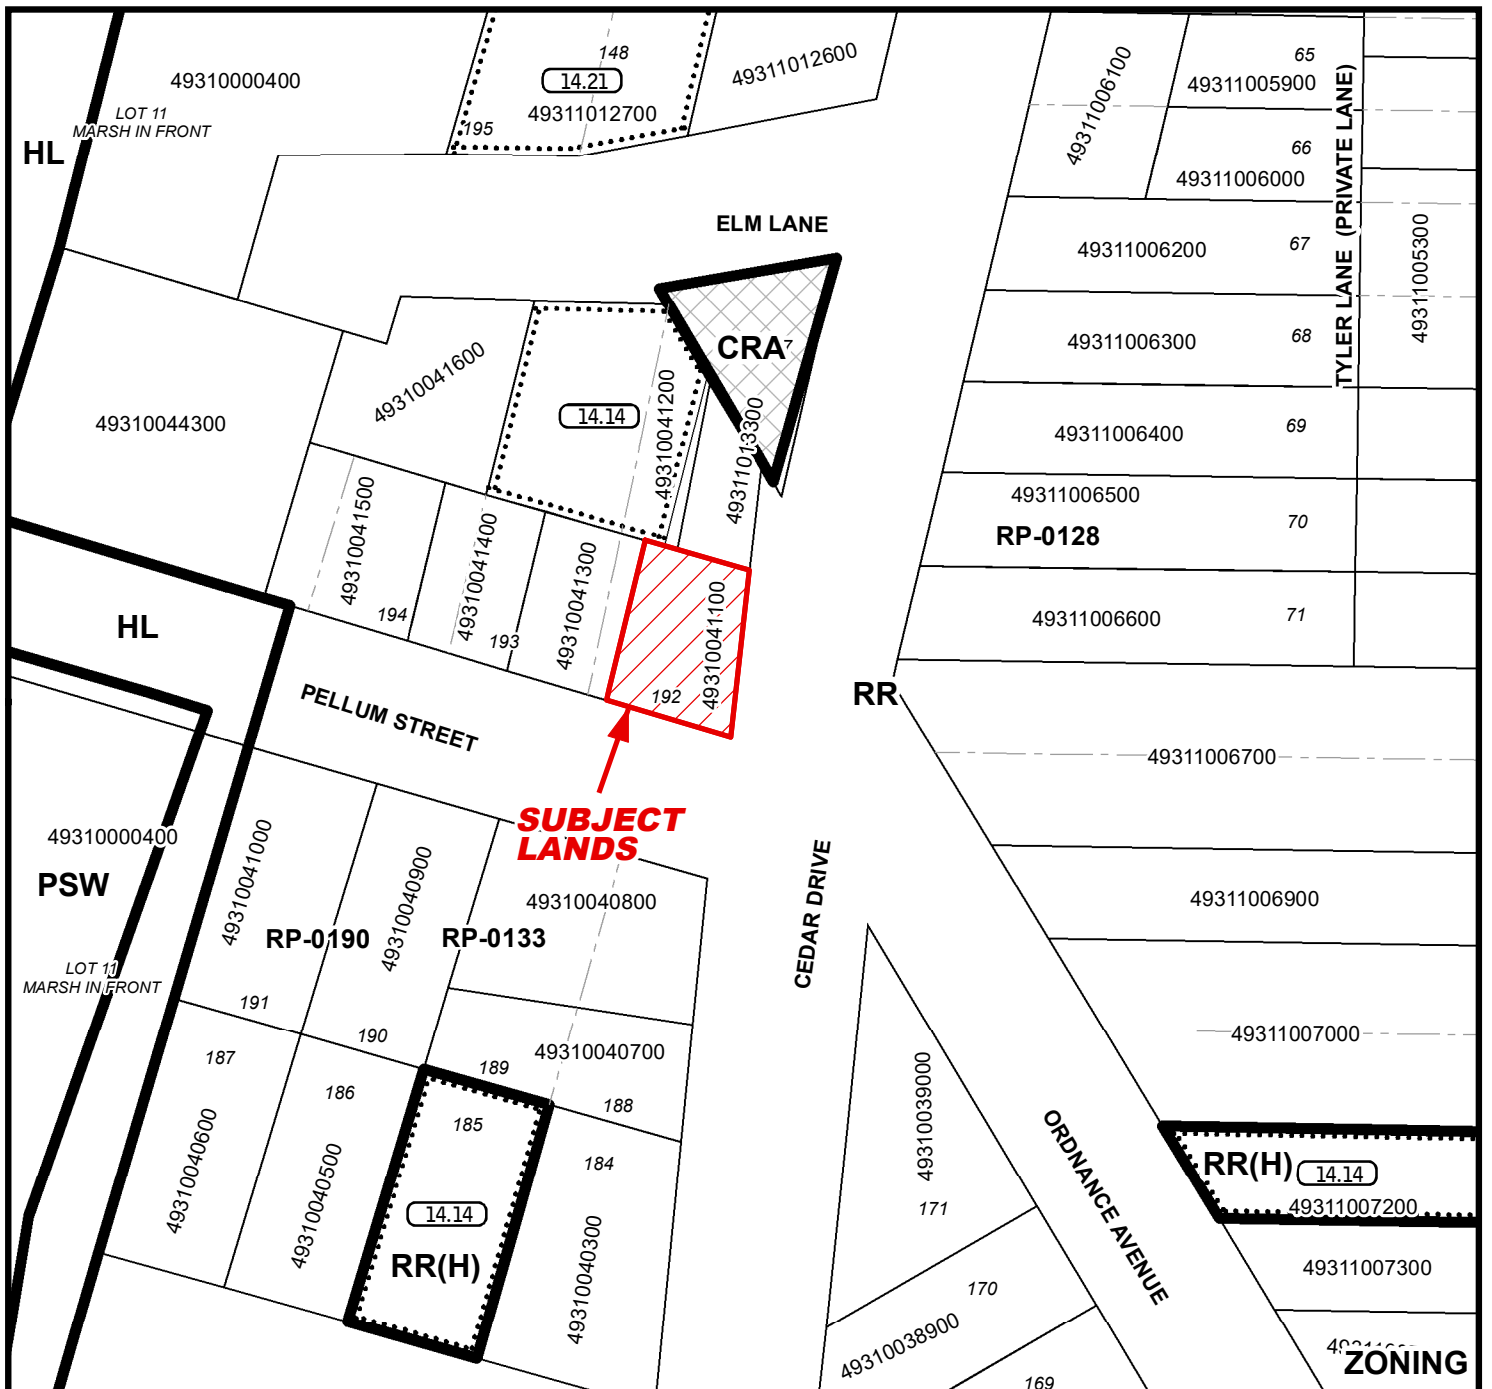 49310000400
LOT 11
MARSH IN FRONT
HL
148
14.21
49311012700
195
49311012600
49311006100
65
49311005900
66
49311006000
TYLER LANE (PRIVATE LANE)
ELM LANE
49311006200
67
49311005300
CRA7
49311006300
68
49310041600
14.14
49310041200
49311013300
49310044300
49311006400
69
49311006500
RP-0128
70
49310041500
194
49310041400
193
49310041300
49310041100
192
49311006600
71
HL
PELLUM STREET
RR
49311006700
SUBJECT
LANDS
49310000400
PSW
49310041000
49310040900
49310040800
CEDAR DRIVE
49311006900
RP-0190
RP-0133
LOT 11
MARSH IN FRONT
191
190
49311007000
187
186
189
49310040700
188
49310039000
185
184
ORDNANCE AVENUE
49310040600
49310040500
14.14
RR(H)
49310040300
171
RR(H)
14.14
49311007200
170
49311007300
49310038900
169
ZONING